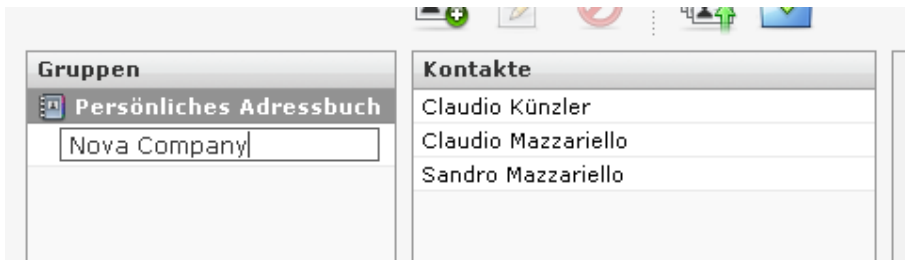 Gruppen
Persönliches Adressbuch
Nova Company
Kontakte
Claudio Künzler
Claudio Mazzariello
Sandro Mazzariello